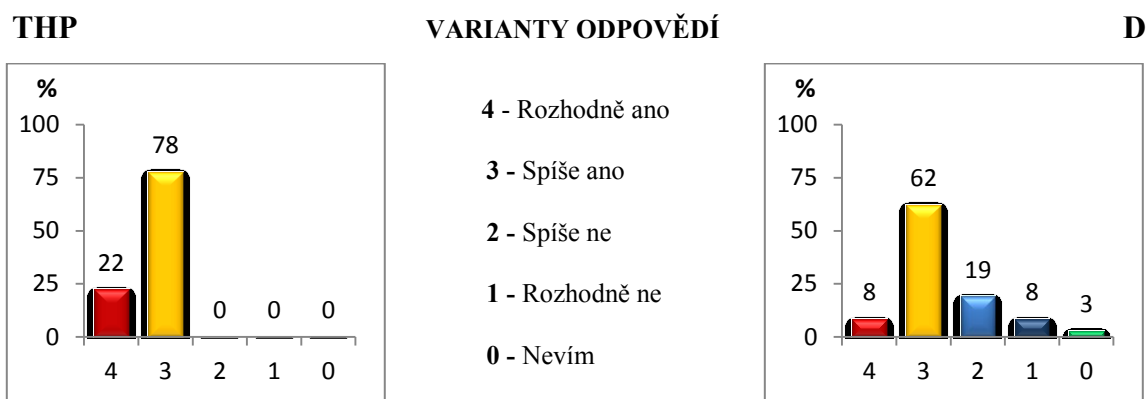 THP VARIANTY ODPOVĚDÍ D
%
100
75
50
25
0
22
78
0
0
0
4 3 2 1 0
4 - Rozhodně ano
3 - Spíše ano
2 - Spíše ne
1 - Rozhodně ne
0 - Nevím
%
100
75
50
25
0
8
62
19
8
3
4 3 2 1 0